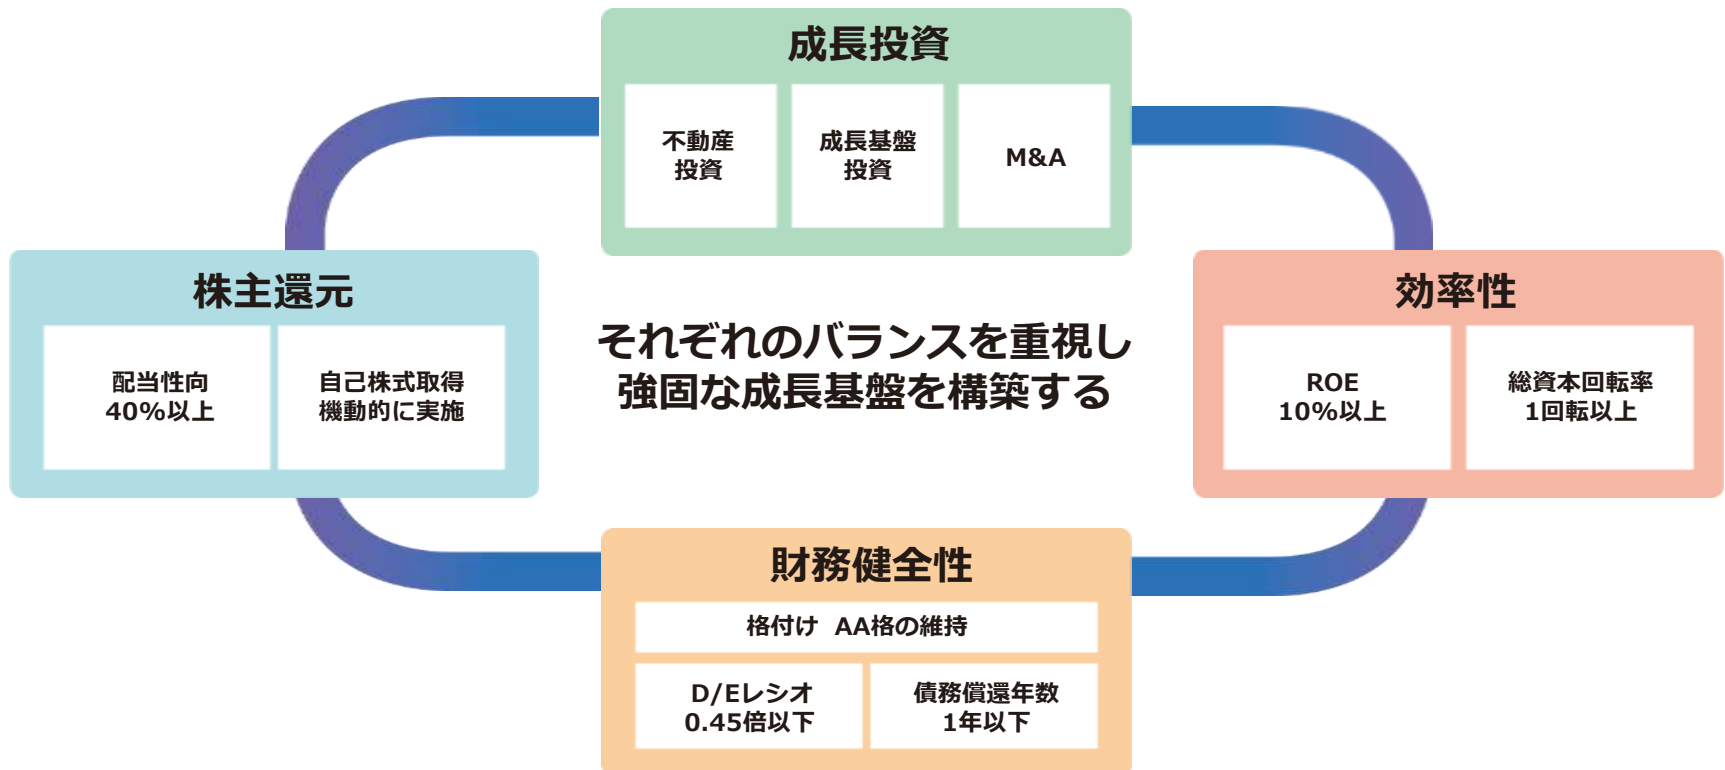 成長投資
不動産
投資
成長基盤
投資
M&A
株主還元
配当性向
40%以上
自己株式取得
機動的に実施
それぞれのバランスを重視し
強固な成長基盤を構築する
効率性
ROE
10%以上
総資本回転率
1回転以上
財務健全性
格付け AA格の維持
D/Eレシオ
0.45倍以下
債務償還年数
1年以下